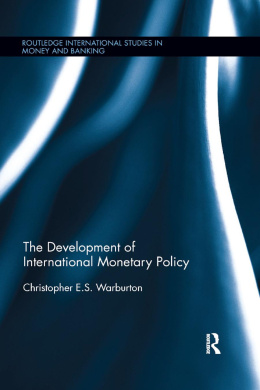 ROUTLEDGE INTERNATIONAL STUDIES IN
MONEY AND BANKING
The Development of
International Monetary Policy
Christopher E.S. Warburton
R
ROUTLEDGE